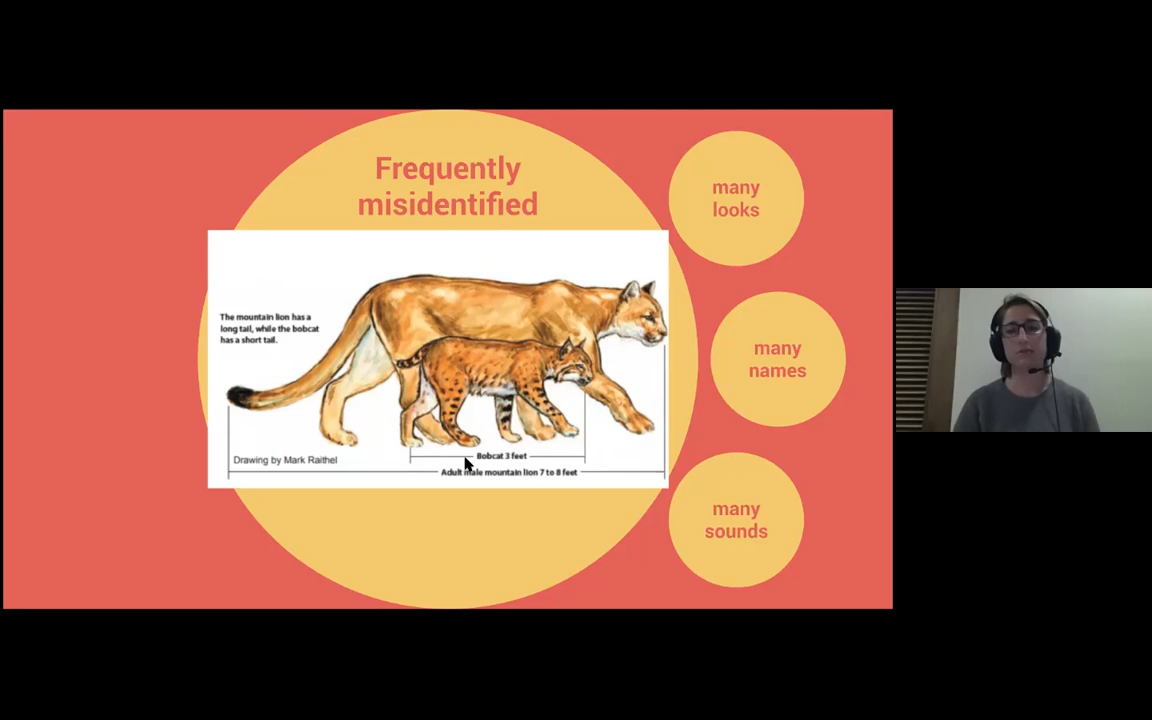 Frequently
misidentified
The mountain lion has a
long tail, while the bobcat
has a short tail.
Drawing by Mark Raithel
Bobcat 3 feet
Adult male mountain lion 7 to 8 feet
many
looks
many
names
many
sounds